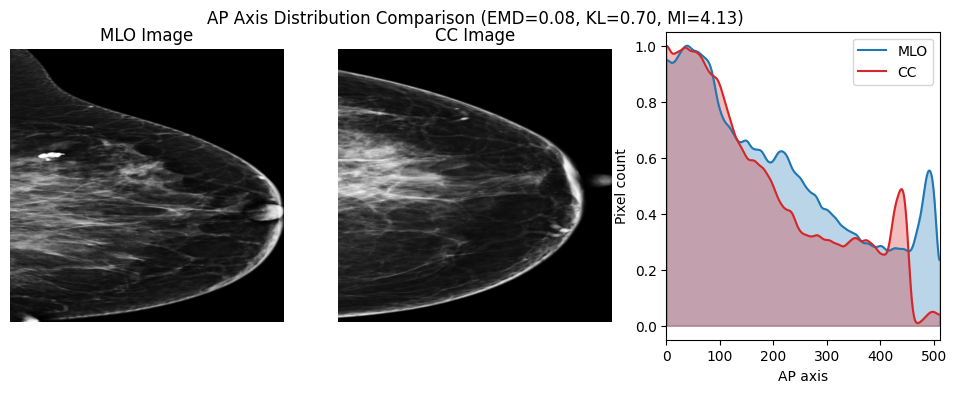 AP Axis Distribution Comparison (EMD=0.08, KL=0.70, MI=4.13)
MLO Image
CC Image
MLO
CC
1.0
0.8
0.6
0.4
0.2
0.0
Pixel count
0 100 200 300 400 500
AP axis